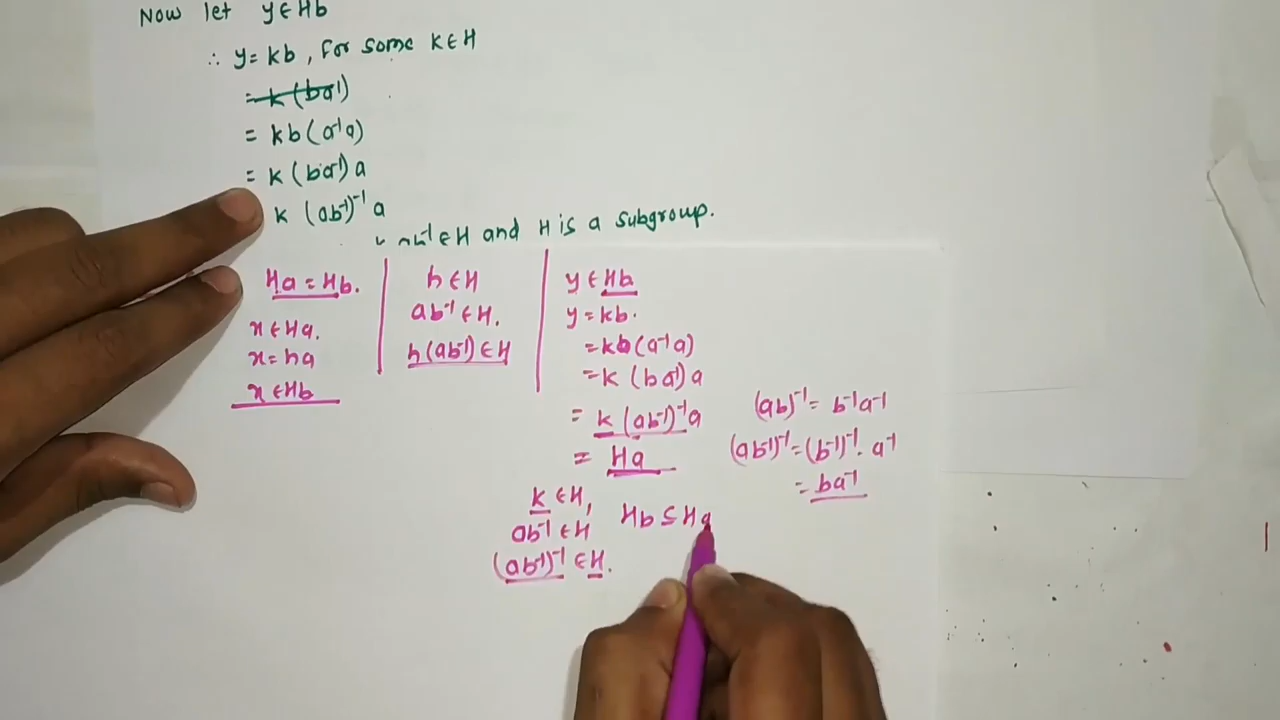 Now let y∈Hb
∴ y = kb, for some k∈H
= k(ba⁻¹)
= kb(a⁻¹a)
= k(ba⁻¹)a
k(ab⁻¹)⁻¹a
∈H and H is a subgroup.
Ha = Hb.
x∈Ha.
x=ha
x∈Hb
h∈H
ab⁻¹∈H.
h(ab⁻¹)∈H
y∈Hb
y=kb.
=kb(a⁻¹a)
=k(ba⁻¹)a
= k(ab⁻¹)⁻¹a
= Ha
k∈H,
ab⁻¹∈H
(ab⁻¹)⁻¹∈H.
Hb⊆Ha
(ab)⁻¹ = b⁻¹a⁻¹
(ab⁻¹)⁻¹=(b⁻¹)⁻¹. a⁻¹
= ba⁻¹